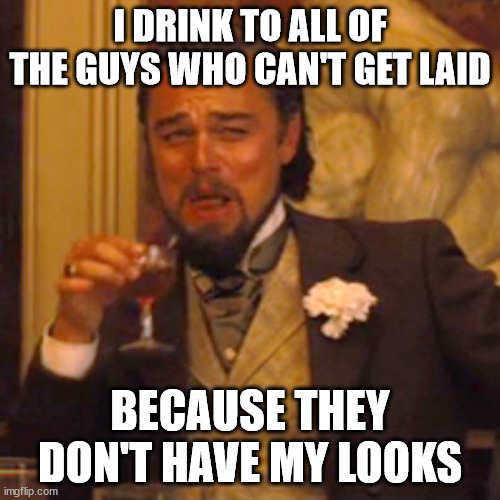 I DRINK TO ALL OF
THE GUYS WHO CAN'T GET LAID
BECAUSE THEY
DON'T HAVE MY LOOKS
imgflip.com